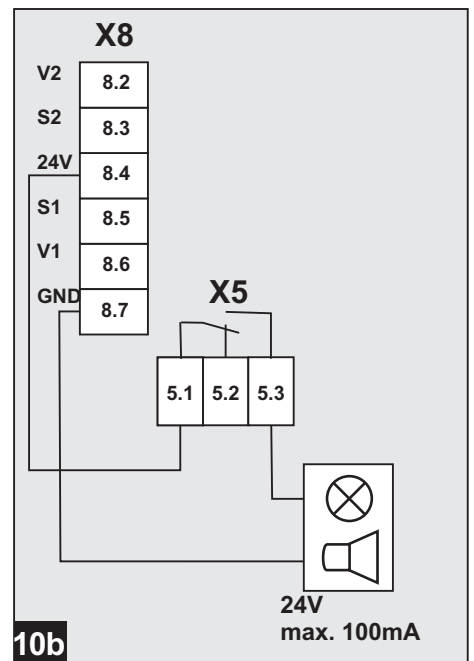 X8
V2 8.2
S2 8.3
24V 8.4
S1 8.5
V1 8.6
GND 8.7
X5
5.1 5.2 5.3
24V
max. 100mA
10b